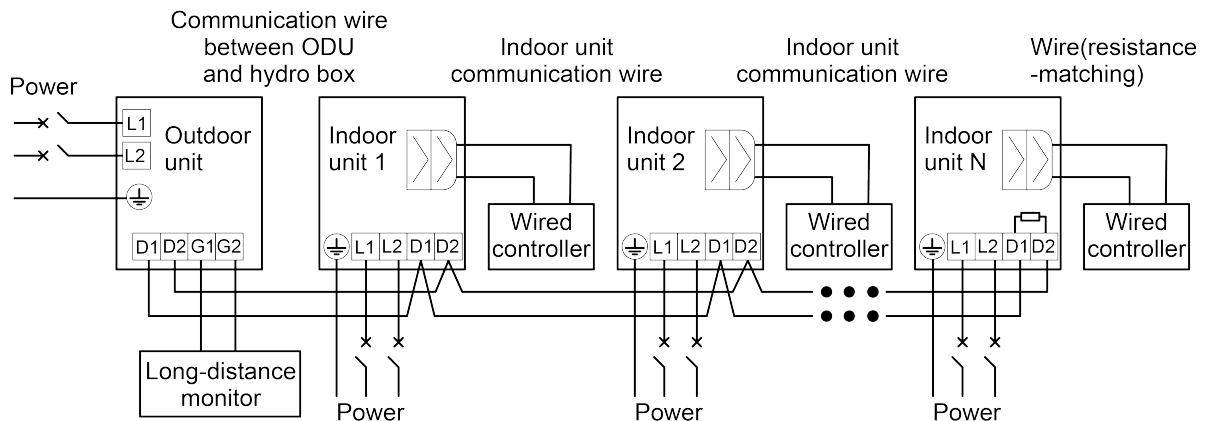 Communication wire
between ODU
and hydro box
Indoor unit
communication wire
Indoor unit
communication wire
Wire(resistance
-matching)
Power
L1
L2
Outdoor
unit
D1 D2 G1 G2
Long-distance
monitor
Indoor
unit 1
Wired
controller
L1 L2 D1 D2
Power
Indoor
unit 2
Wired
controller
L1 L2 D1 D2
Power
Indoor
unit N
Wired
controller
L1 L2 D1 D2
Power